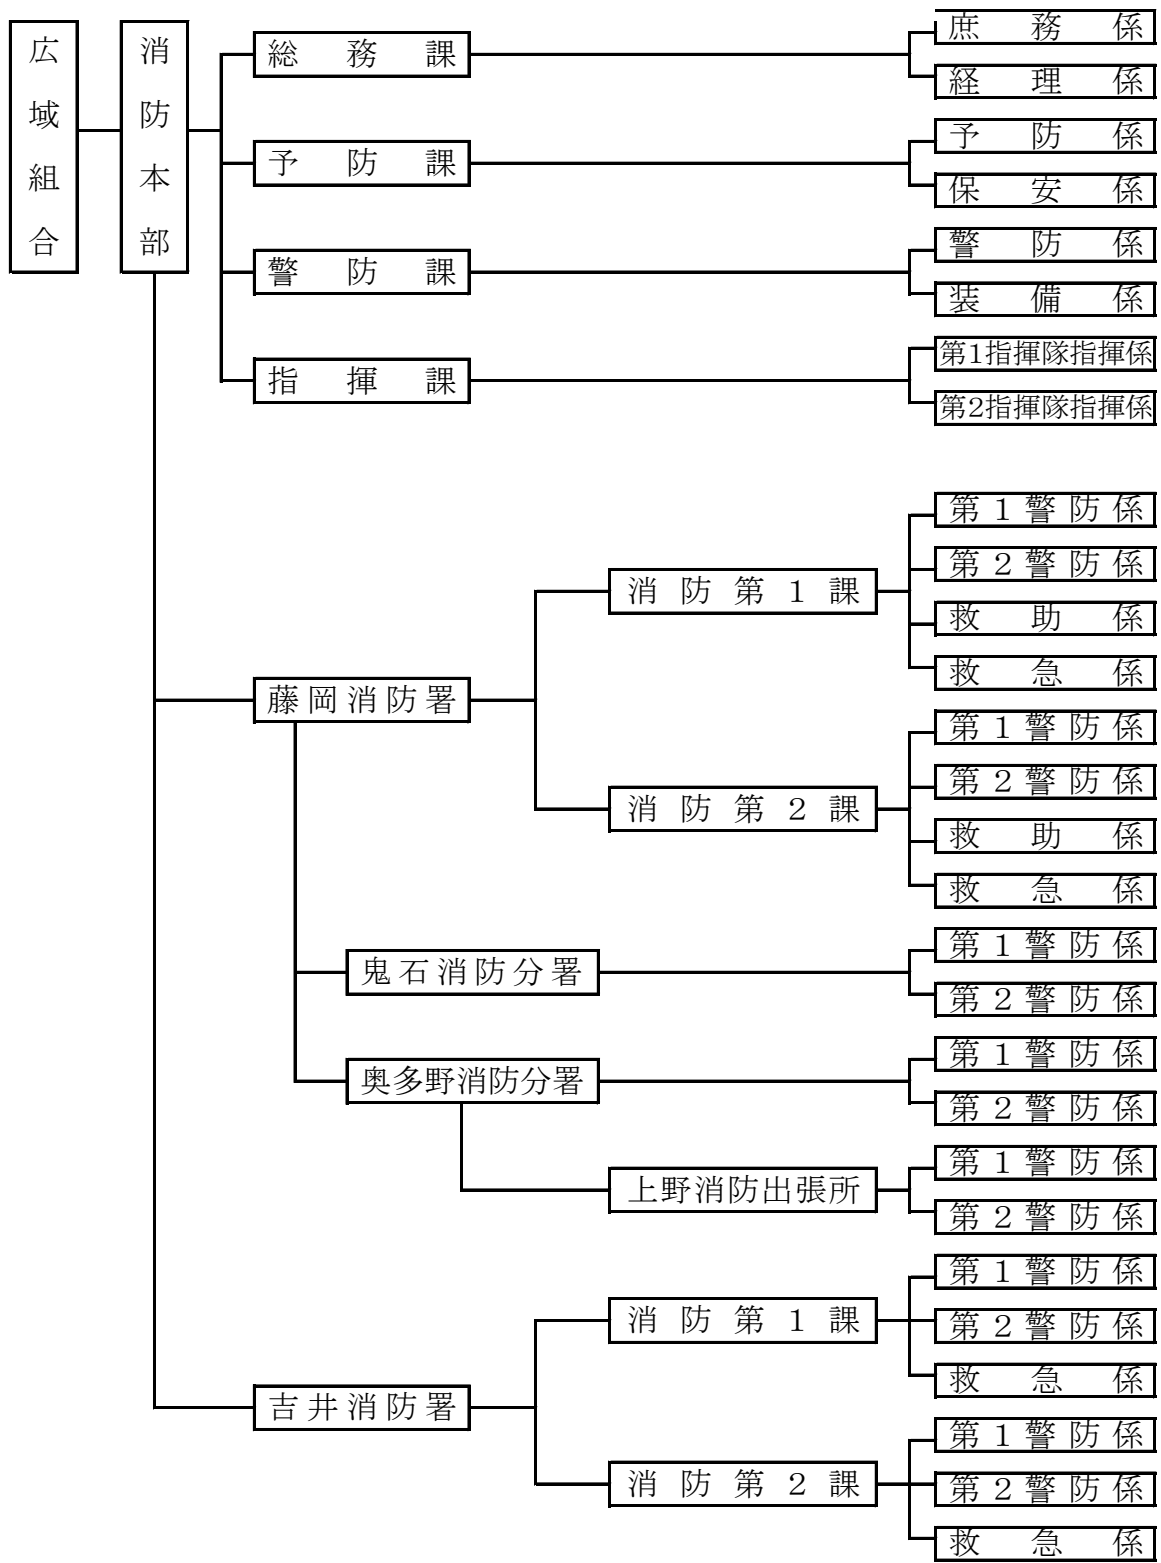 広域組合
消防本部
総務課
庶務係
経理係
予防課
予防係
保安係
警防課
警防係
装備係
指揮課
第1指揮隊指揮係
第2指揮隊指揮係
藤岡消防署
消防第1課
第1警防係
第2警防係
救助係
救急係
消防第2課
第1警防係
第2警防係
救助係
救急係
鬼石消防分署
第1警防係
第2警防係
奥多野消防分署
第1警防係
第2警防係
上野消防出張所
第1警防係
第2警防係
吉井消防署
消防第1課
第1警防係
第2警防係
救急係
消防第2課
第1警防係
第2警防係
救急係